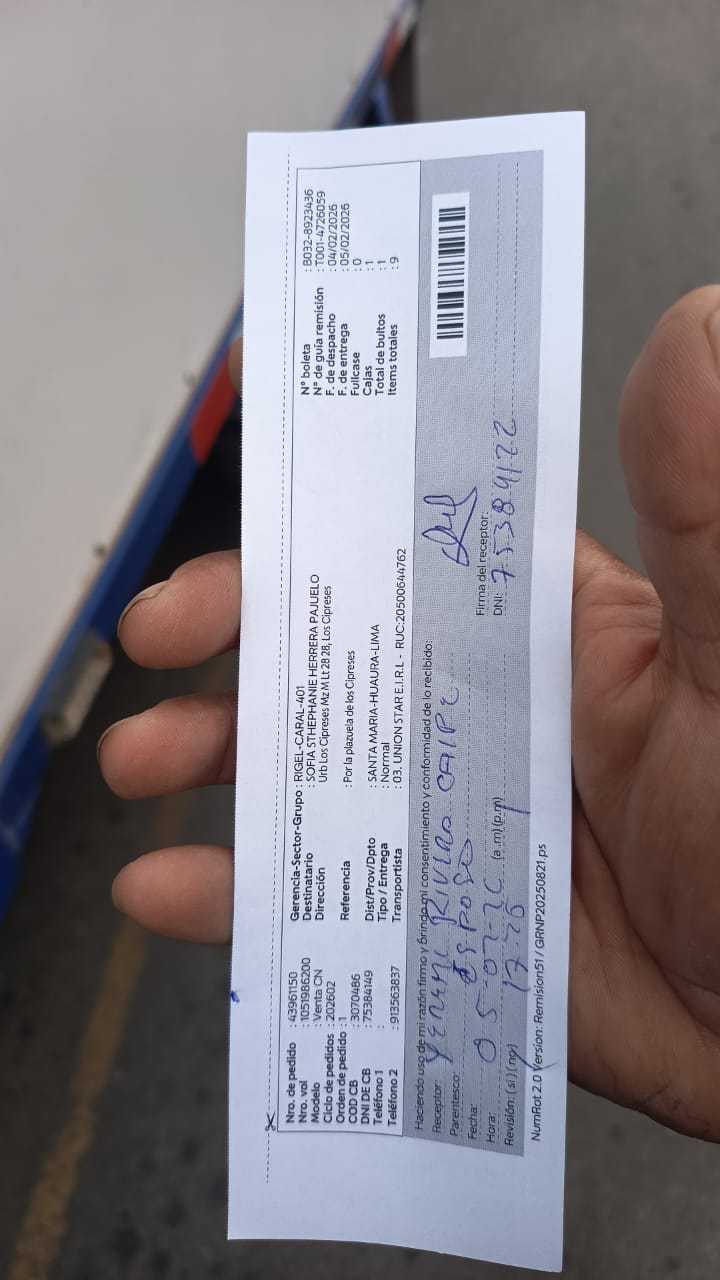 Nro. de pedido : 43961150
Nro. vol : 1051986200
Modelo : Venta CN
Ciclo de pedidos : 202602
Orden de pedido : 1
COD CB : 3070486
DNI DE CB : 75384149
Teléfono 1 :
Teléfono 2 : 913563837
Gerencia-Sector-Grupo : RIGEL-CARAL-401
Destinatario : SOFIA STHEPHANIE HERRERA PAJUELO
Dirección Urb Los Cipreses Mz M Lt 28 28, Los Cipreses
Referencia : Por la plazuela de los Cipreses
Dist/Prov/Dpto : SANTA MARIA-HUAURA-LIMA
Tipo / Entrega : Normal
Transportista : 03. UNION STAR E.I.R.L - RUC:20500644762
N° boleta : B032-8923436
N° de guía remisión : T001-4726059
F. de despacho : 04/02/2026
F. de entrega : 05/02/2026
Fullcase : 0
Cajas : 1
Total de bultos : 1
Items totales : 9
Haciendo uso de mi razón firmo y brindo mi consentimiento y conformidad de lo recibido:
Receptor:
Parentesco: ESPOSO
Fecha: 05-02-26
Hora: (a.m)(p.m)
Revisión: (si)(no)
Firma del receptor:
DNI: 75389122
NumRot 2.0 Version: Remision51 / GRNP20250821.ps